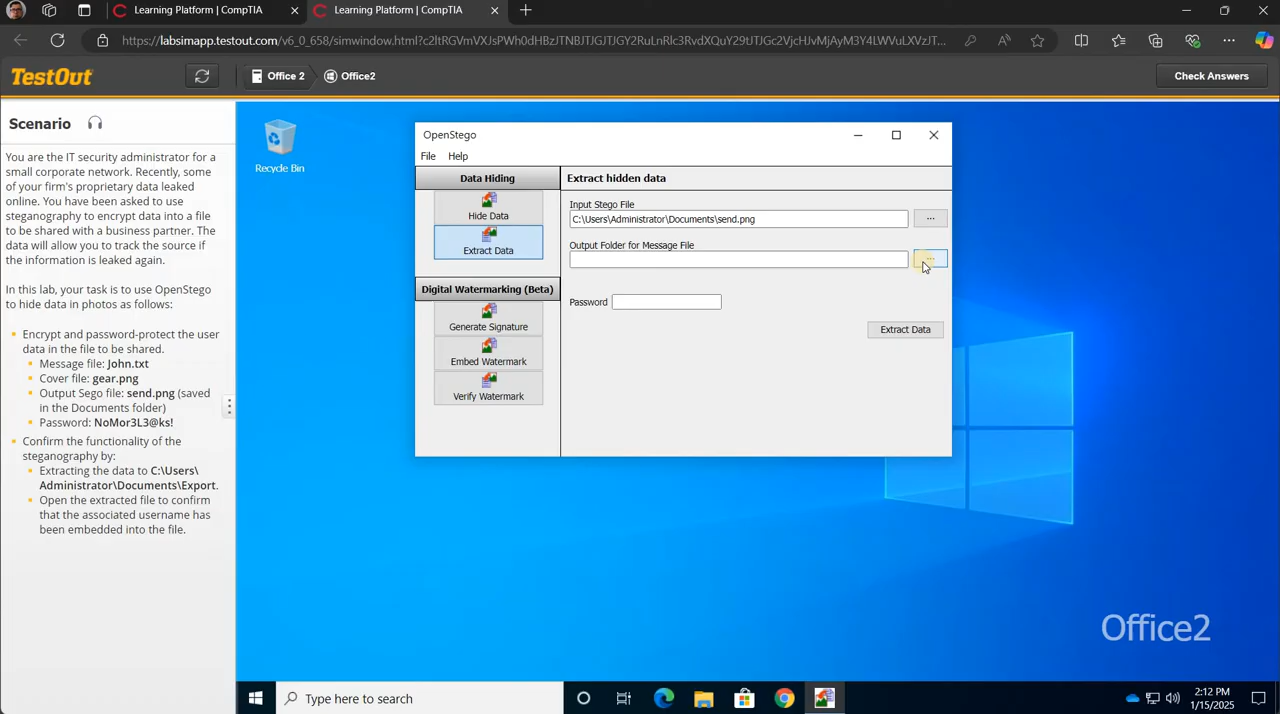 Learning Platform | CompTIA
Learning Platform | CompTIA
https://labsimapp.testout.com/v6_0_658/simwindow.html?c2ltRGVmVXJsPWh0dHBzJTNBJTJGJTJGY2RuLnRlc3RvdXQuY29tJTJGc2VjcHJvMjAyM3Y4LWVuLXVzJT...
TestOut
Office 2
Office2
Check Answers
Scenario
You are the IT security administrator for a
small corporate network. Recently, some
of your firm's proprietary data leaked
online. You have been asked to use
steganography to encrypt data into a file
to be shared with a business partner. The
data will allow you to track the source if
the information is leaked again.
In this lab, your task is to use OpenStego
to hide data in photos as follows:
Encrypt and password-protect the user
data in the file to be shared.
Message file: John.txt
Cover file: gear.png
Output Sego file: send.png (saved
in the Documents folder)
Password: NoMor3L3@ks!
Confirm the functionality of the
steganography by:
Extracting the data to C:\Users\
Administrator\Documents\Export.
Open the extracted file to confirm
that the associated username has
been embedded into the file.
Recycle Bin
OpenStego
File Help
Data Hiding
Hide Data
Extract Data
Digital Watermarking (Beta)
Generate Signature
Embed Watermark
Verify Watermark
Extract hidden data
Input Stego File
C:\Users\Administrator\Documents\send.png
...
Output Folder for Message File
...
Password
Extract Data
Office2
Type here to search
2:12 PM
1/15/2025